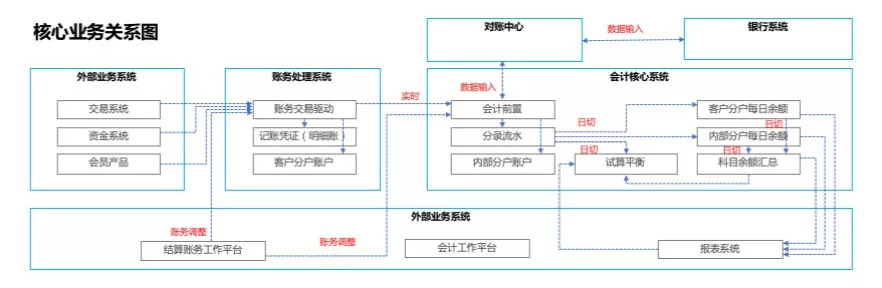 核心业务关系图
对账中心
数据输入
银行系统
外部业务系统
账务处理系统
会计核心系统
数据输入
交易系统
账务交易驱动
实时
会计前置
客户分户每日余额
资金系统
记账凭证（明细账）
分录流水
日切
日切
内部分户每日余额
会员产品
客户分户账户
内部分户账户
日切
试算平衡
日切
科目余额汇总
外部业务系统
账务调整
结算账务工作平台
账务调整
会计工作平台
报表系统